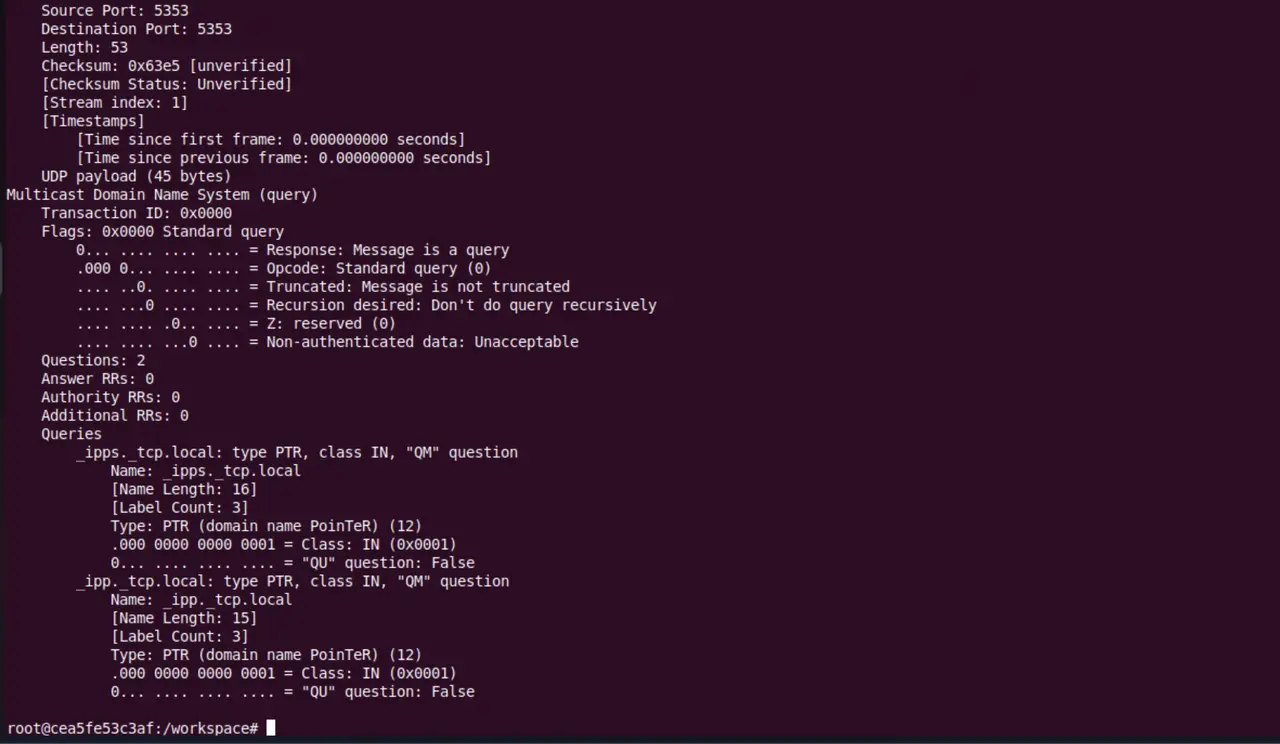 Source Port: 5353
Destination Port: 5353
Length: 53
Checksum: 0x63e5 [unverified]
[Checksum Status: Unverified]
[Stream index: 1]
[Timestamps]
[Time since first frame: 0.000000000 seconds]
[Time since previous frame: 0.000000000 seconds]
UDP payload (45 bytes)
Multicast Domain Name System (query)
Transaction ID: 0x0000
Flags: 0x0000 Standard query
0... .... .... .... = Response: Message is a query
.000 0... .... .... = Opcode: Standard query (0)
.... ..0. .... .... = Truncated: Message is not truncated
.... ...0 .... .... = Recursion desired: Don't do query recursively
.... .... .0.. .... = Z: reserved (0)
.... .... ...0 .... = Non-authenticated data: Unacceptable
Questions: 2
Answer RRs: 0
Authority RRs: 0
Additional RRs: 0
Queries
_ipps._tcp.local: type PTR, class IN, "QM" question
Name: _ipps._tcp.local
[Name Length: 16]
[Label Count: 3]
Type: PTR (domain name PoinTeR) (12)
.000 0000 0000 0001 = Class: IN (0x0001)
0... .... .... .... = "QU" question: False
_ipp._tcp.local: type PTR, class IN, "QM" question
Name: _ipp._tcp.local
[Name Length: 15]
[Label Count: 3]
Type: PTR (domain name PoinTeR) (12)
.000 0000 0000 0001 = Class: IN (0x0001)
0... .... .... .... = "QU" question: False
root@cea5fe53c3af:/workspace#